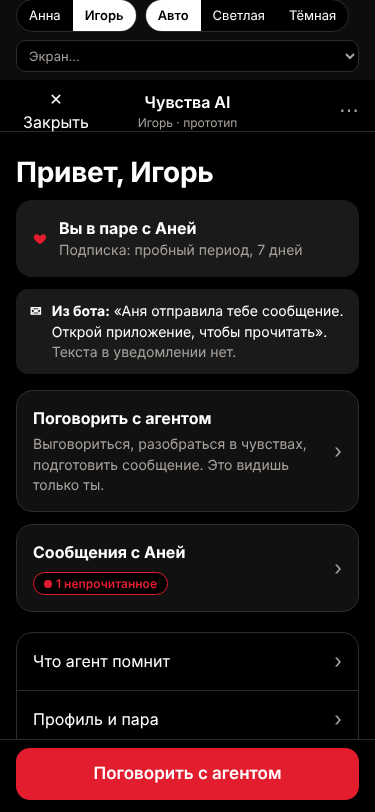 Анна Игорь Авто Светлая Тёмная
Экран...
× Закрыть
Чувства AI
Игорь · прототип
...
Привет, Игорь
Вы в паре с Аней
Подписка: пробный период, 7 дней
Из бота: «Аня отправила тебе сообщение.
Открой приложение, чтобы прочитать».
Текста в уведомлении нет.
Поговорить с агентом
Выговориться, разобраться в чувствах,
подготовить сообщение. Это видишь
только ты.
Сообщения с Аней
1 непрочитанное
Что агент помнит
Профиль и пара
Поговорить с агентом